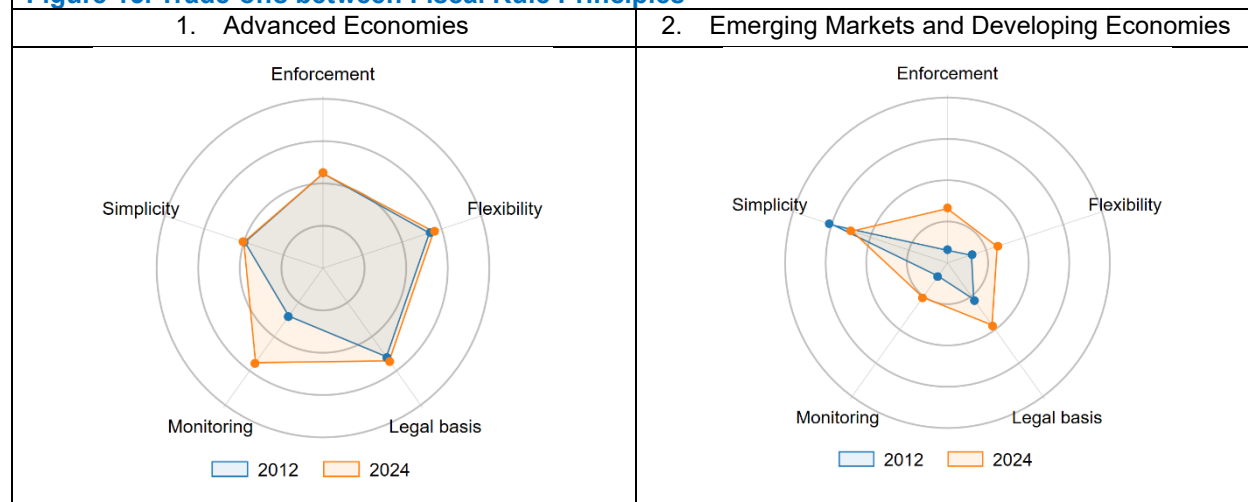 1. Advanced Economies
2. Emerging Markets and Developing Economies
Enforcement
Simplicity
Flexibility
Monitoring
Legal basis
2012 2024
Enforcement
Simplicity
Flexibility
Monitoring
Legal basis
2012 2024